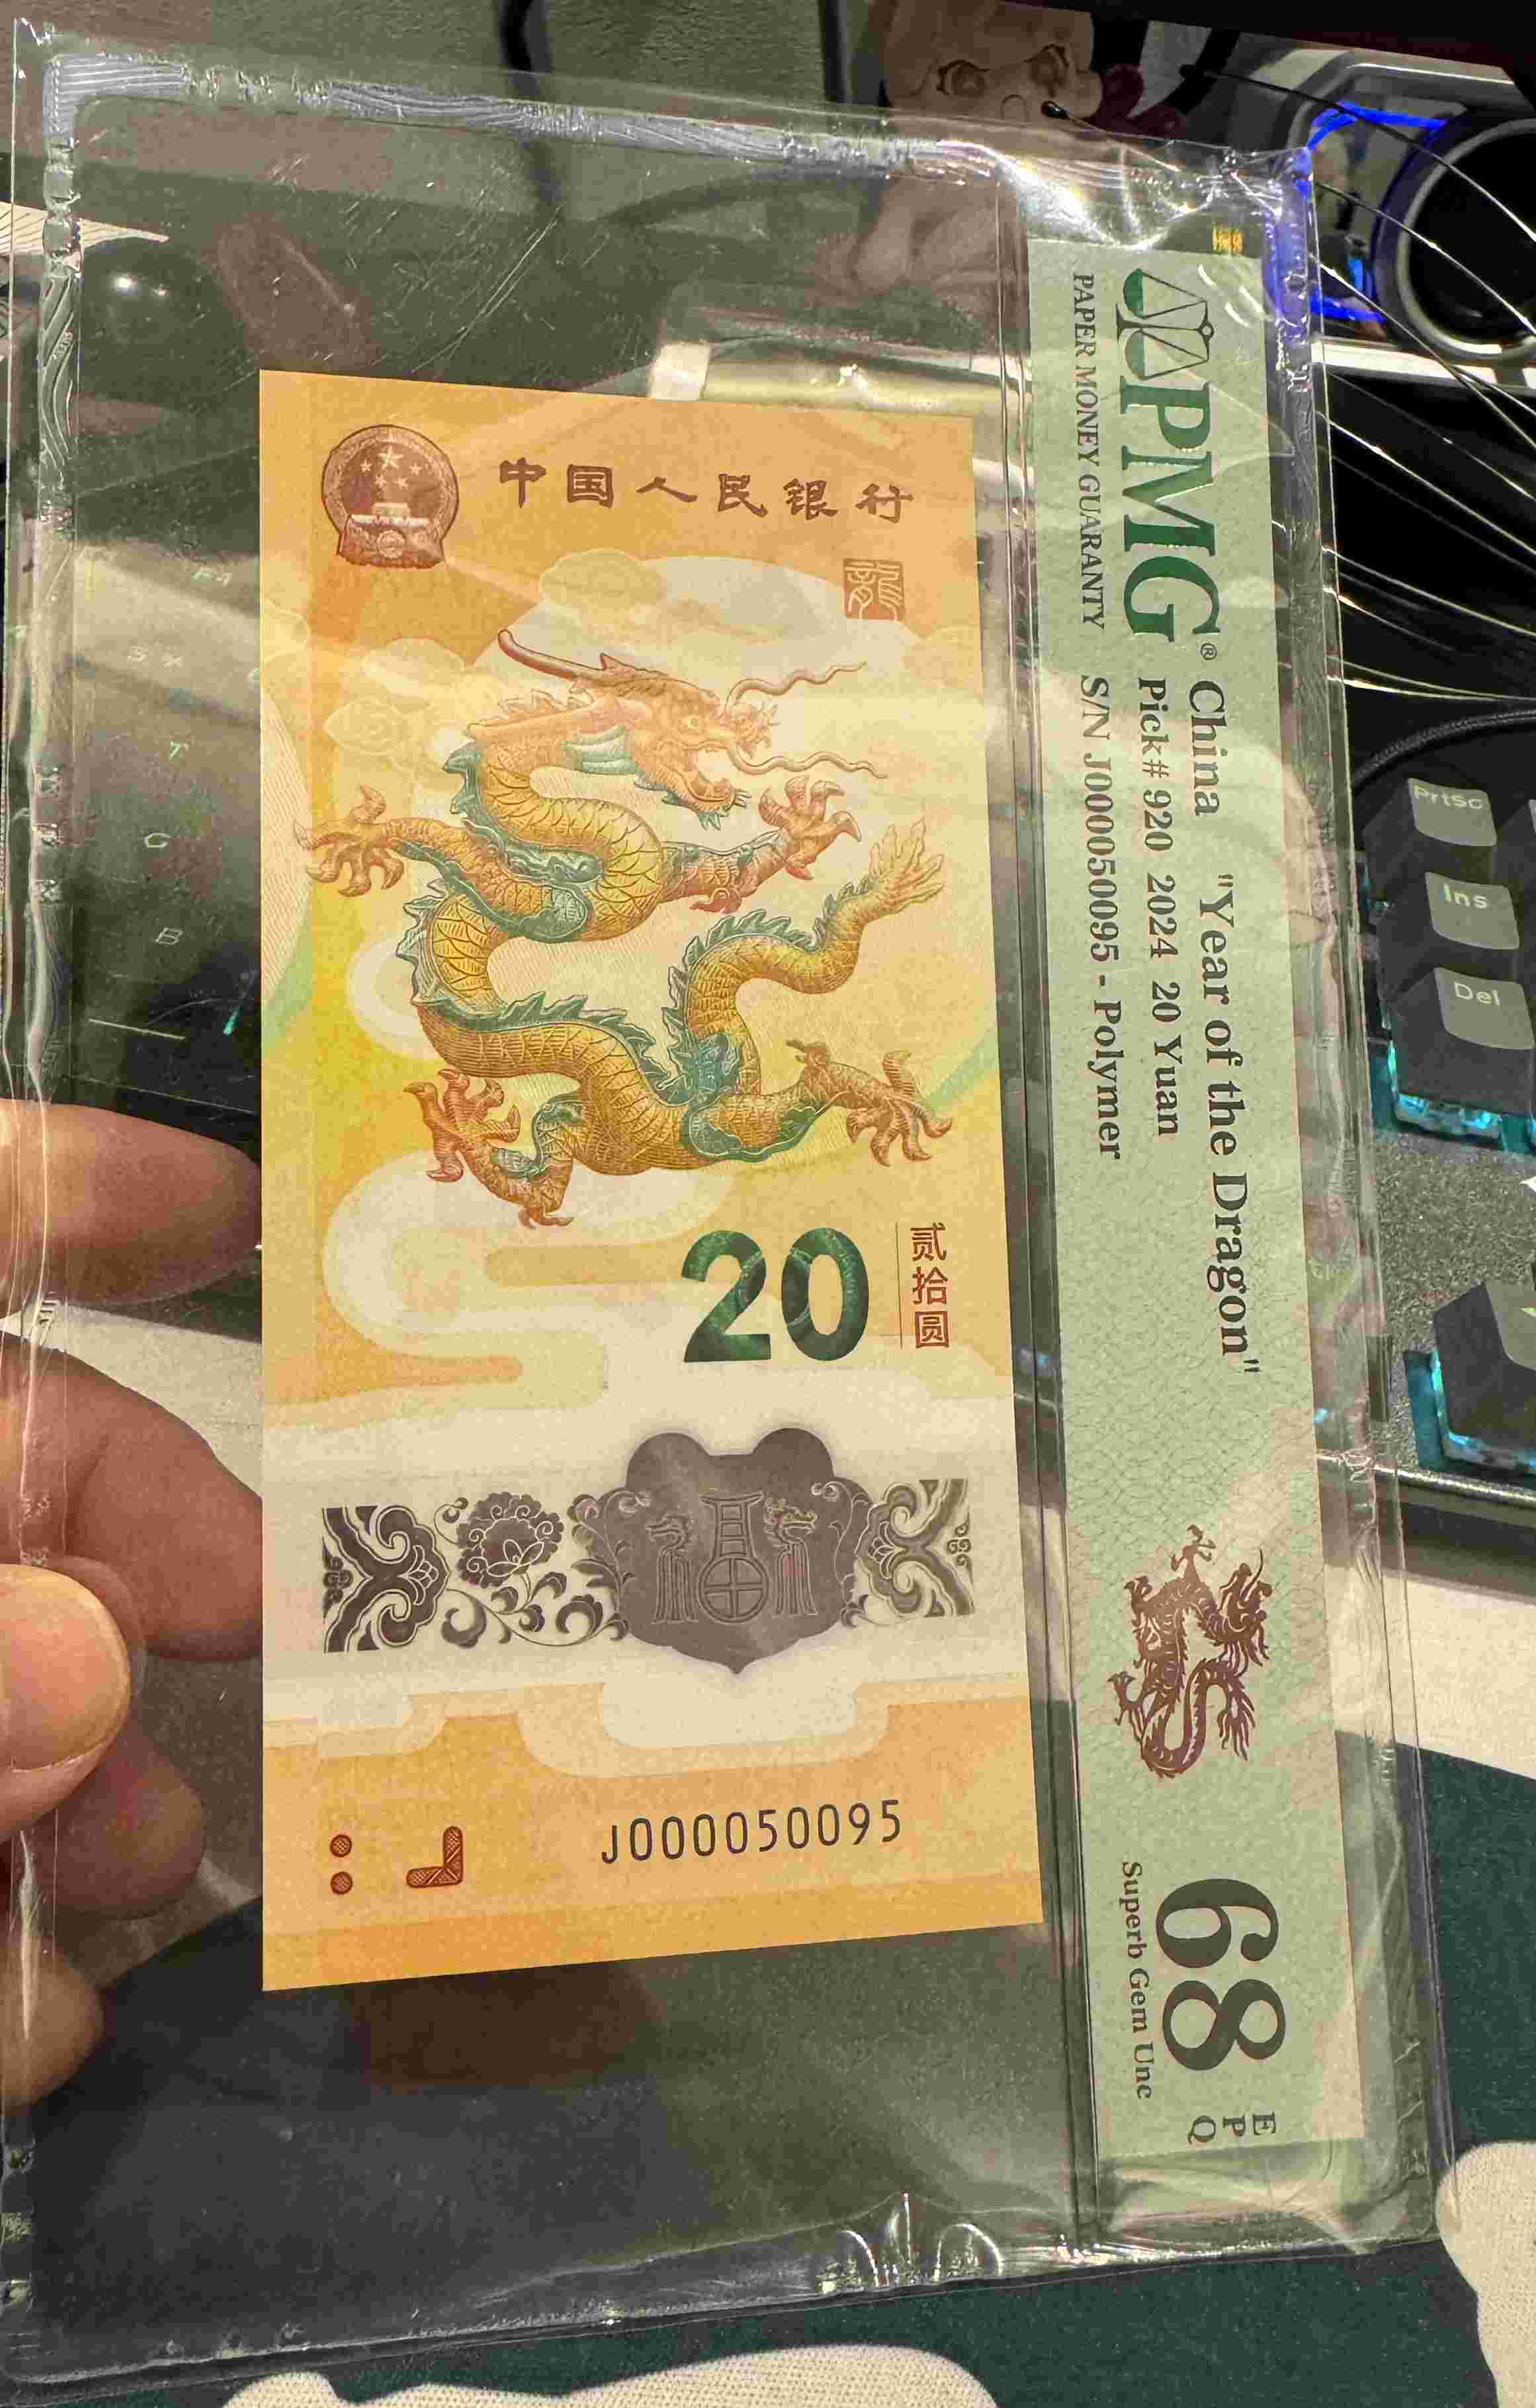 PMG®
PAPER MONEY GUARANTY
China "Year of the Dragon"
Pick# 920 2024 20 Yuan
S/N J000050095 - Polymer
68
EPQ
Superb Gem Unc
中国人民银行
龍
20
贰拾圆
J000050095
PrtSc
Ins
Del
T
G
B